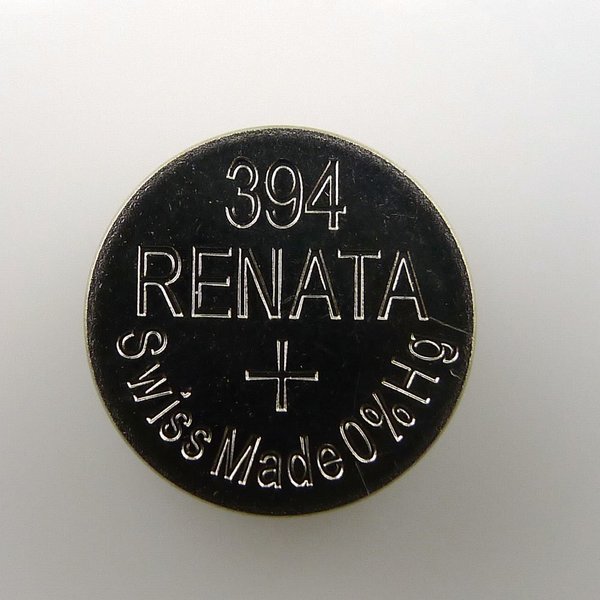 394
RENATA
+
Swiss Made 0% Hg